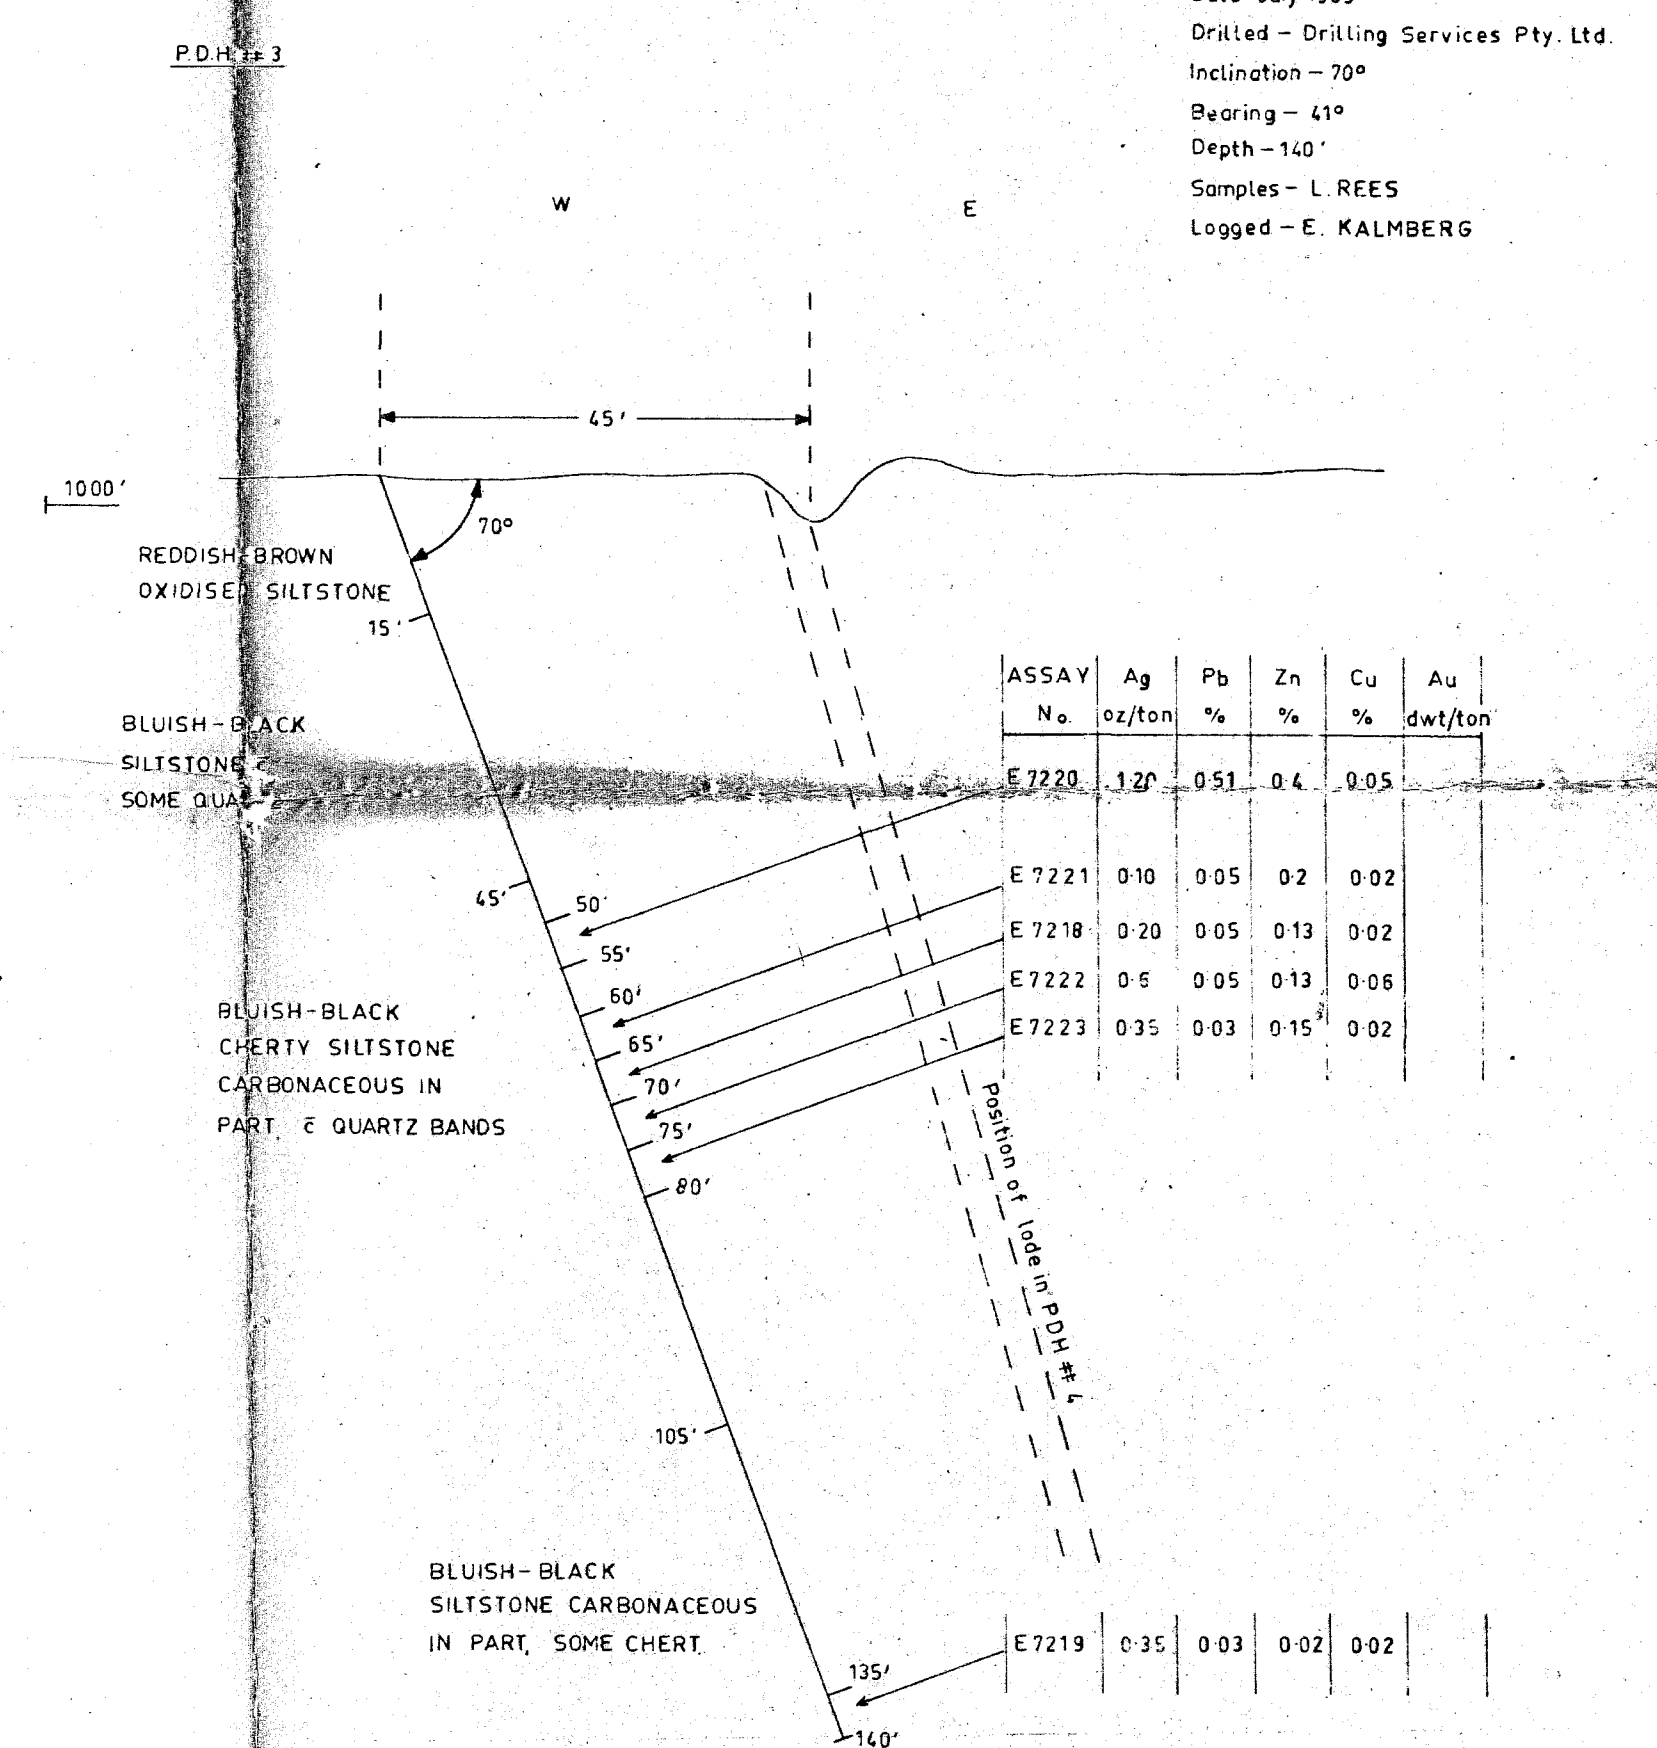 P.D.H. # 3
Drilled - Drilling Services Pty. Ltd.
Inclination - 70°
Bearing - 41°
Depth - 140'
Samples - L. REES
Logged - E. KALMBERG
W
E
45'
1000'
70°
REDDISH-BROWN
OXIDISED SILTSTONE
15'
BLUISH-BLACK
SILTSTONE c̄
SOME
ASSAY No. Ag oz/ton Pb % Zn % Cu % Au dwt/ton
E 7220 1·20 0·51 0·4 0·05
E 7221 0·10 0·05 0·2 0·02
E 7218 0·20 0·05 0·13 0·02
E 7222 0·05 0·13 0·06
E 7223 0·35 0·03 0·15 0·02
45'
50'
55'
60'
65'
70'
75'
80'
BLUISH-BLACK
CHERTY SILTSTONE
CARBONACEOUS IN
PART c̄ QUARTZ BANDS
Position of lode in PDH # 4
105'
BLUISH-BLACK
SILTSTONE CARBONACEOUS
IN PART, SOME CHERT.
E 7219 0·35 0·03 0·02 0·02
135'
140'